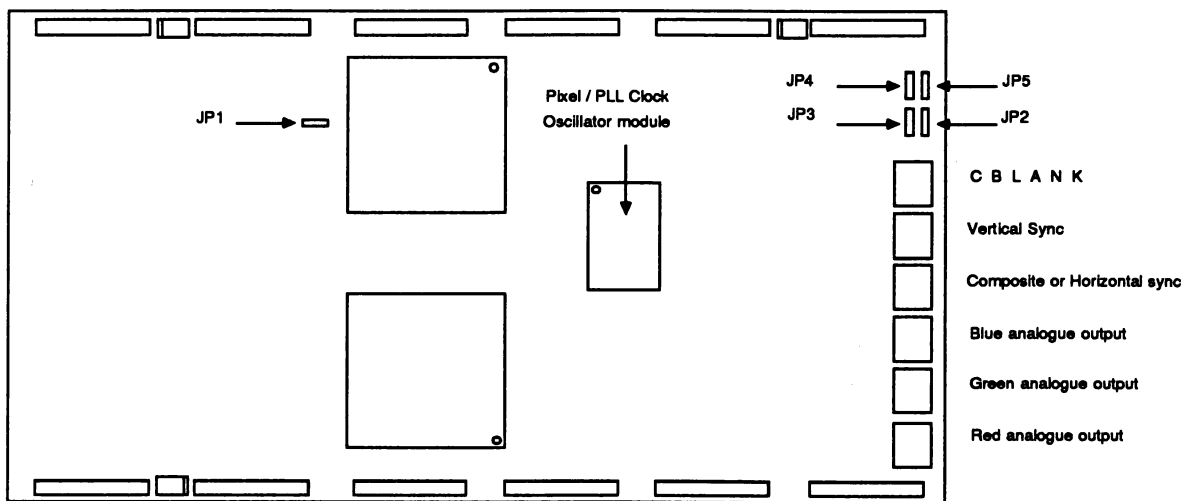 JP4
JP5
Pixel / PLL Clock
Oscillator module
JP1
JP3
JP2
C B L A N K
Vertical Sync
Composite or Horizontal sync
Blue analogue output
Green analogue output
Red analogue output